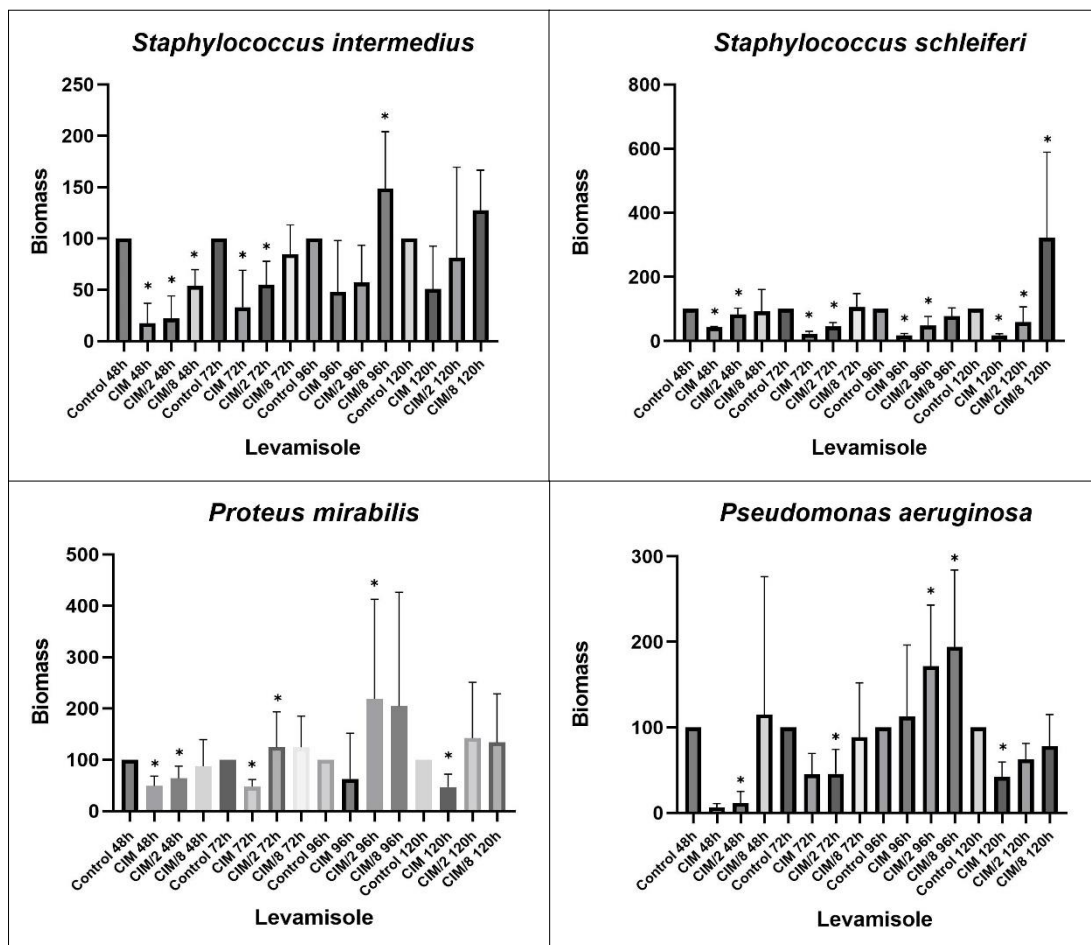 Staphylococcus intermedius
Biomass
250
200
150
100
50
0
*
*
*
*
*
*
Control 48h
CIM 48h
CIM/2 48h
CIM/8 48h
Control 72h
CIM 72h
CIM/2 72h
CIM/8 72h
Control 96h
CIM 96h
CIM/2 96h
CIM/8 96h
Control 120h
CIM 120h
CIM/2 120h
CIM/8 120h
Levamisole
Staphylococcus schleiferi
Biomass
800
600
400
200
0
*
*
*
*
*
*
*
*
*
Control 48h
CIM 48h
CIM/2 48h
CIM/8 48h
Control 72h
CIM 72h
CIM/2 72h
CIM/8 72h
Control 96h
CIM 96h
CIM/2 96h
CIM/8 96h
Control 120h
CIM 120h
CIM/2 120h
CIM/8 120h
Levamisole
Proteus mirabilis
Biomass
500
400
300
200
100
0
*
*
*
*
*
*
Control 48h
CIM 48h
CIM/2 48h
CIM/8 48h
Control 72h
CIM 72h
CIM/2 72h
CIM/8 72h
Control 96h
CIM 96h
CIM/2 96h
CIM/8 96h
Control 120h
CIM 120h
CIM/2 120h
CIM/8 120h
Levamisole
Pseudomonas aeruginosa
Biomass
300
200
100
0
*
*
*
*
*
Control 48h
CIM 48h
CIM/2 48h
CIM/8 48h
Control 72h
CIM 72h
CIM/2 72h
CIM/8 72h
Control 96h
CIM 96h
CIM/2 96h
CIM/8 96h
Control 120h
CIM 120h
CIM/2 120h
CIM/8 120h
Levamisole